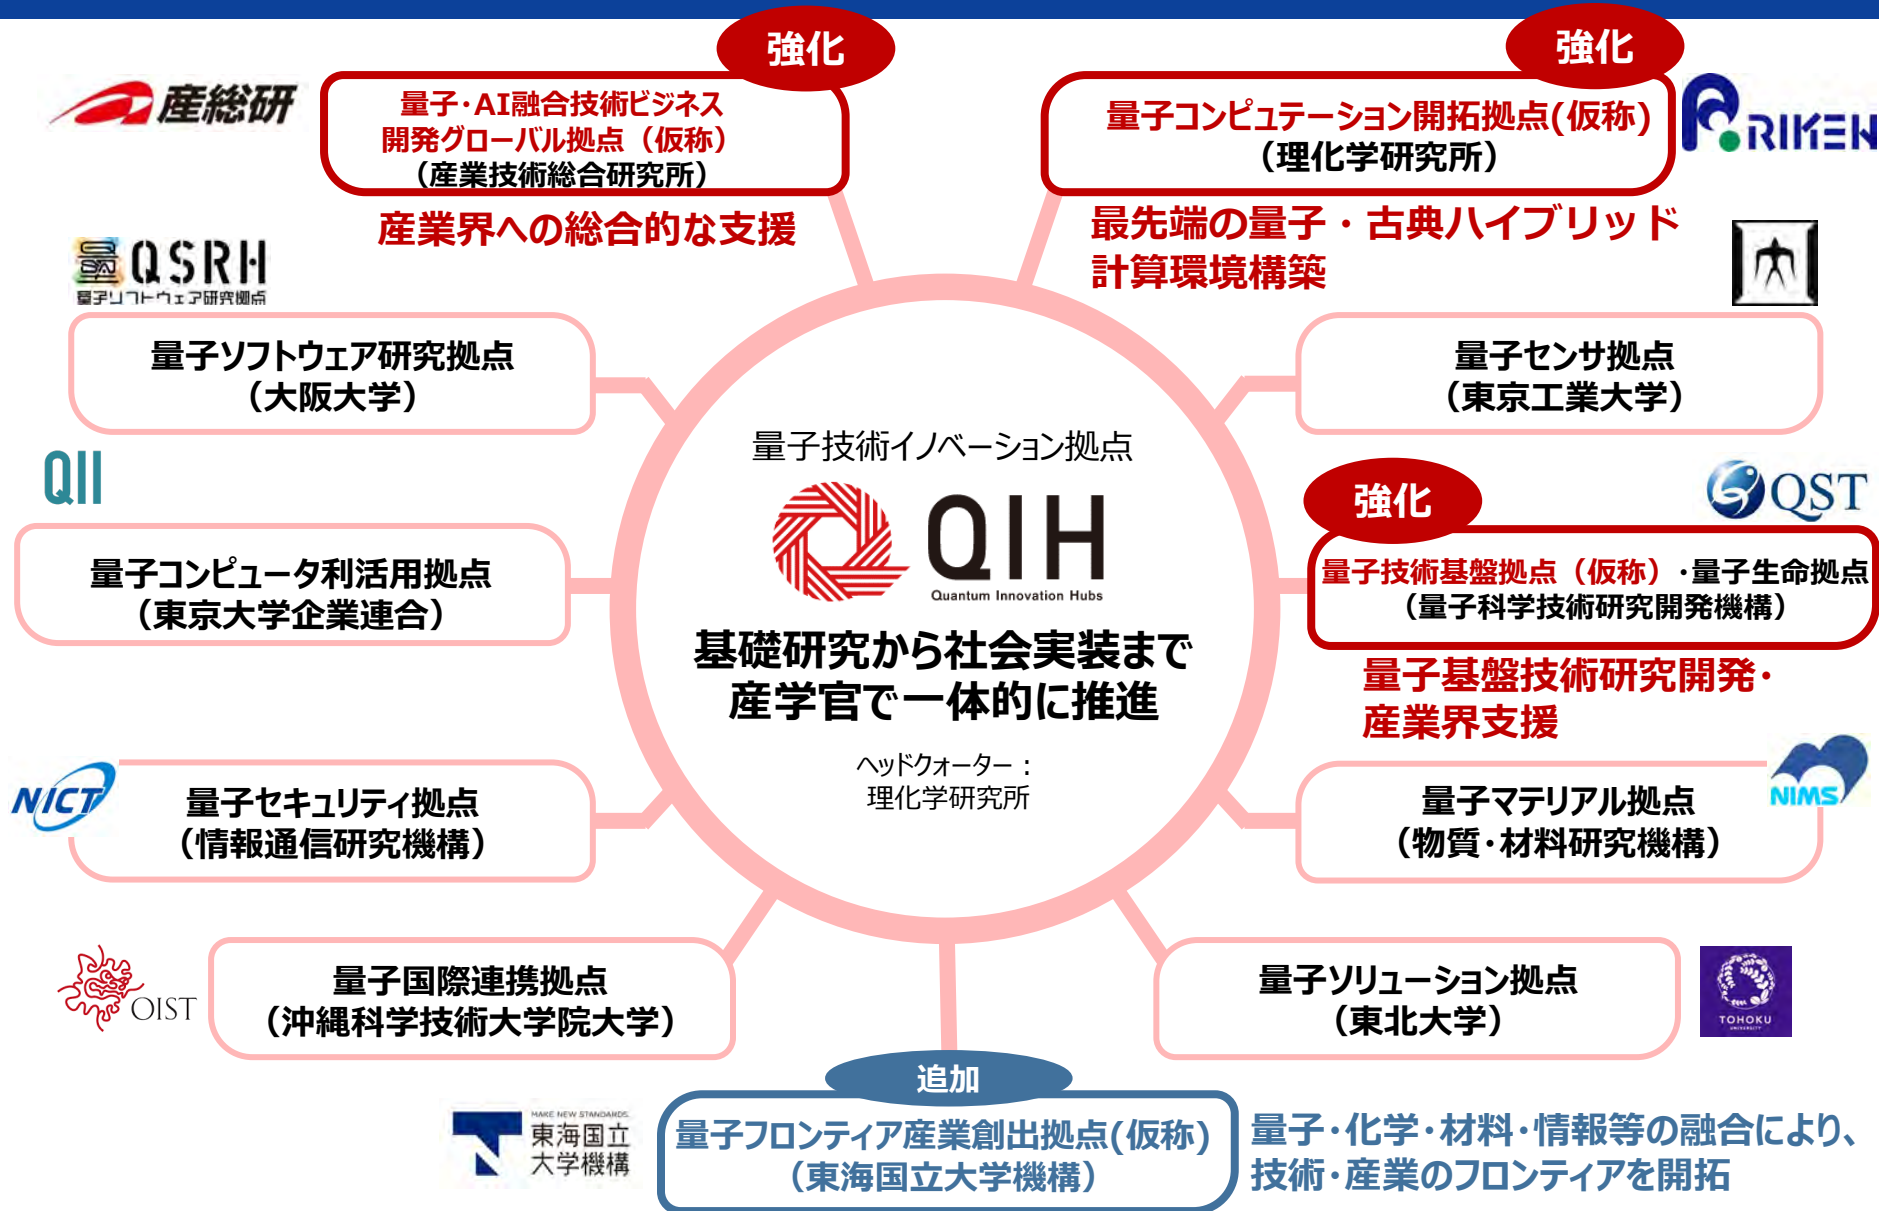 強化
強化
産総研
量子・AI融合技術ビジネス
開発グローバル拠点（仮称）
（産業技術総合研究所）
量子コンピュテーション開拓拠点(仮称)
（理化学研究所）
RIKEN
産業界への総合的な支援
最先端の量子・古典ハイブリッド
計算環境構築
QSRH
量子ソフトウェア研究拠点
量子ソフトウェア研究拠点
（大阪大学）
量子センサ拠点
（東京工業大学）
量子技術イノベーション拠点
QIH
Quantum Innovation Hubs
基礎研究から社会実装まで
産学官で一体的に推進
ヘッドクォーター：
理化学研究所
QII
量子コンピュータ利活用拠点
（東京大学企業連合）
強化
QST
量子技術基盤拠点（仮称）・量子生命拠点
（量子科学技術研究開発機構）
量子基盤技術研究開発・
産業界支援
NICT
量子セキュリティ拠点
（情報通信研究機構）
NIMS
量子マテリアル拠点
（物質・材料研究機構）
OIST
量子国際連携拠点
（沖縄科学技術大学院大学）
量子ソリューション拠点
（東北大学）
TOHOKU
UNIVERSITY
追加
MAKE NEW STANDARDS.
東海国立
大学機構
量子フロンティア産業創出拠点(仮称)
（東海国立大学機構）
量子・化学・材料・情報等の融合により、
技術・産業のフロンティアを開拓